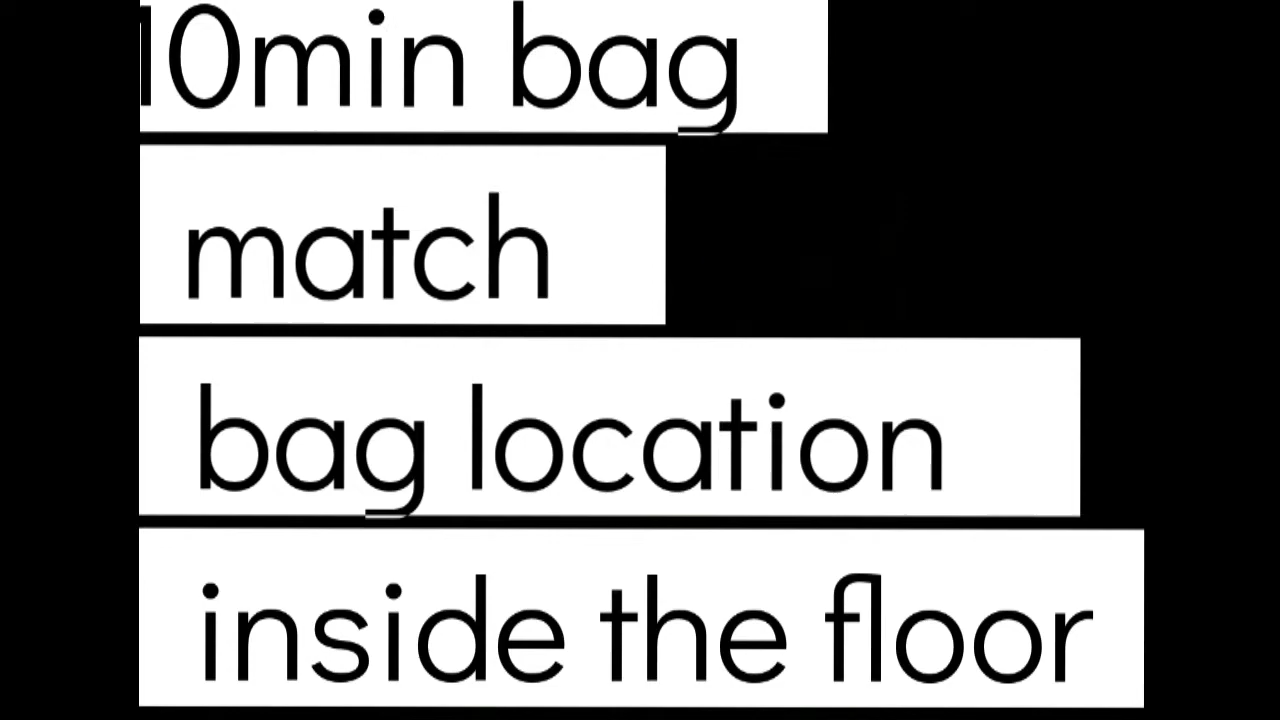 10min bag
match
bag location
inside the floor